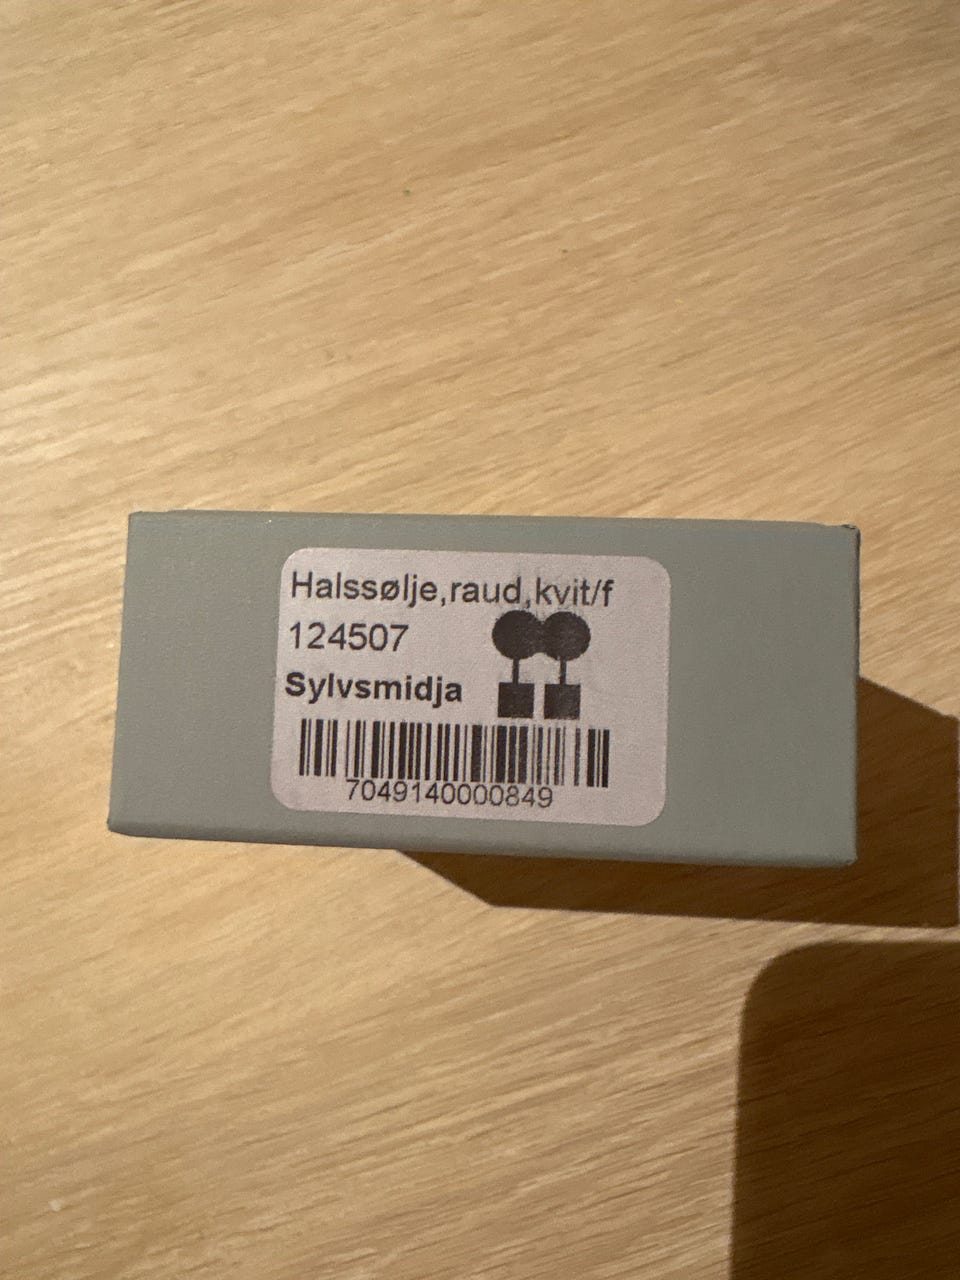 Halssølje,raud,kvit/f
124507
Sylvsmidja
7049140000849